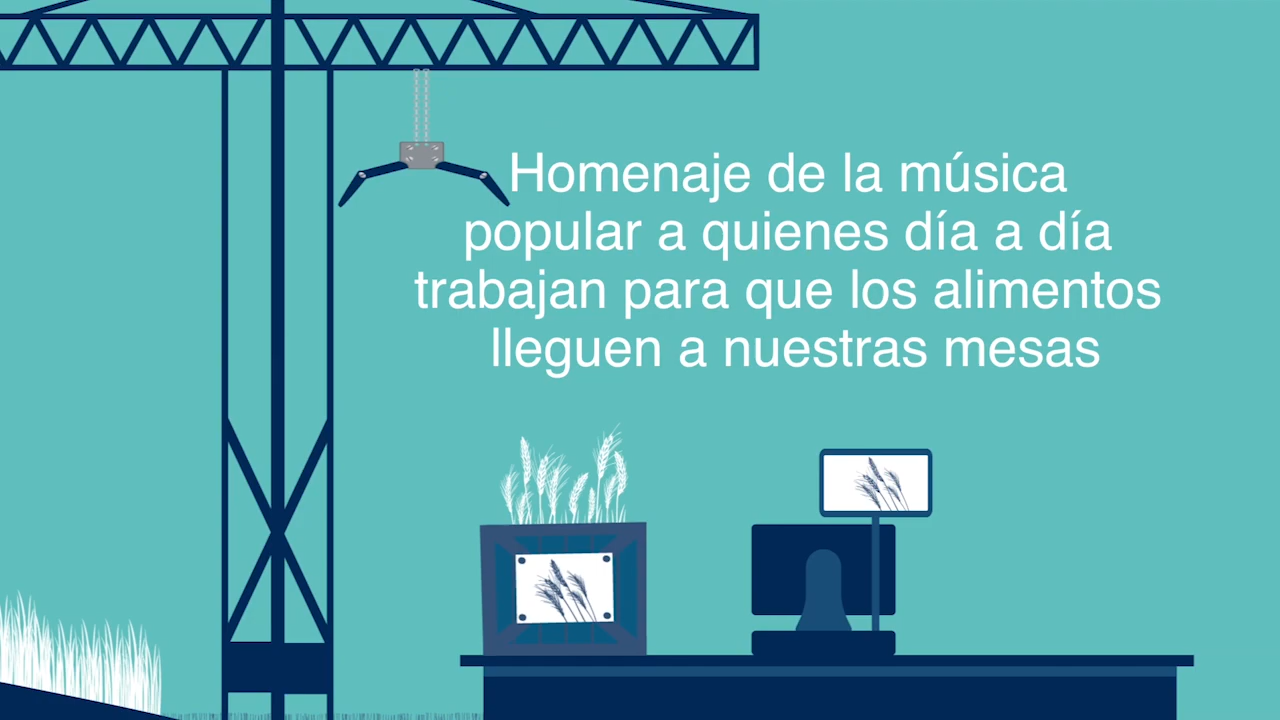 Homenaje de la música
popular a quienes día a día
trabajan para que los alimentos
lleguen a nuestras mesas